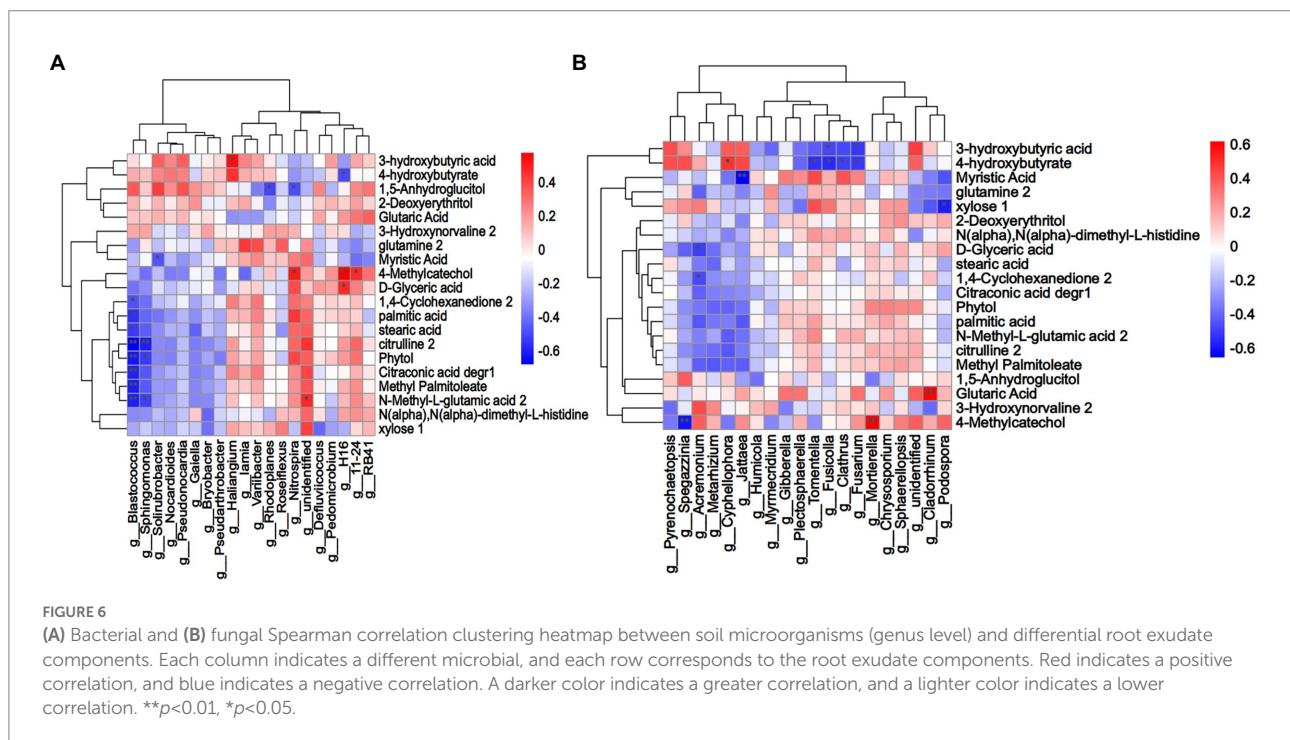 A
3-hydroxybutyric acid
4-hydroxybutyrate
1,5-Anhydroglucitol
2-Deoxyerythritol
Glutaric Acid
3-Hydroxynorvaline 2
glutamine 2
Myristic Acid
4-Methylcatechol
D-Glyceric acid
1,4-Cyclohexanedione 2
palmitic acid
stearic acid
citrulline 2
Phytol
Citraconic acid degr1
Methyl Palmitoleate
N-Methyl-L-glutamic acid 2
N(alpha),N(alpha)-dimethyl-L-histidine
xylose 1
0.4
0.2
0
-0.2
-0.4
-0.6
g__Blastococcus
g__Sphingomonas
g__Solirubrobacter
g__Nocardioides
g__Pseudonocardia
g__Gaiella
g__Bryobacter
g__Pseudarthrobacter
g__Haliangium
g__Iamia
g__Variibacter
g__Rhodoplanes
g__Roseiflexus
g__Nitrospira
g__unidentified
g__Defluviicoccus
g__Pedomicrobium
g__H16
g__11-24
g__RB41
B
3-hydroxybutyric acid
4-hydroxybutyrate
Myristic Acid
glutamine 2
xylose 1
2-Deoxyerythritol
N(alpha),N(alpha)-dimethyl-L-histidine
D-Glyceric acid
stearic acid
1,4-Cyclohexanedione 2
Citraconic acid degr1
Phytol
palmitic acid
N-Methyl-L-glutamic acid 2
citrulline 2
Methyl Palmitoleate
1,5-Anhydroglucitol
Glutaric Acid
3-Hydroxynorvaline 2
4-Methylcatechol
0.6
0.4
0.2
0
-0.2
-0.4
-0.6
g__Pyrenochaetopsis
g__Spegazzinia
g__Acremonium
g__Metarhizium
g__Cyphellophora
g__Jattaea
g__Humicola
g__Myrmecridium
g__Gibberella
g__Plectosphaerella
g__Tomentella
g__Fusicolla
g__Clathrus
g__Fusarium
g__Mortierella
g__Chrysosporium
g__Sphaerellopsis
g__unidentified
g__Cladorrhinum
g__Podospora
FIGURE 6
(A) Bacterial and (B) fungal Spearman correlation clustering heatmap between soil microorganisms (genus level) and differential root exudate
components. Each column indicates a different microbial, and each row corresponds to the root exudate components. Red indicates a positive
correlation, and blue indicates a negative correlation. A darker color indicates a greater correlation, and a lighter color indicates a lower
correlation. **p<0.01, *p<0.05.